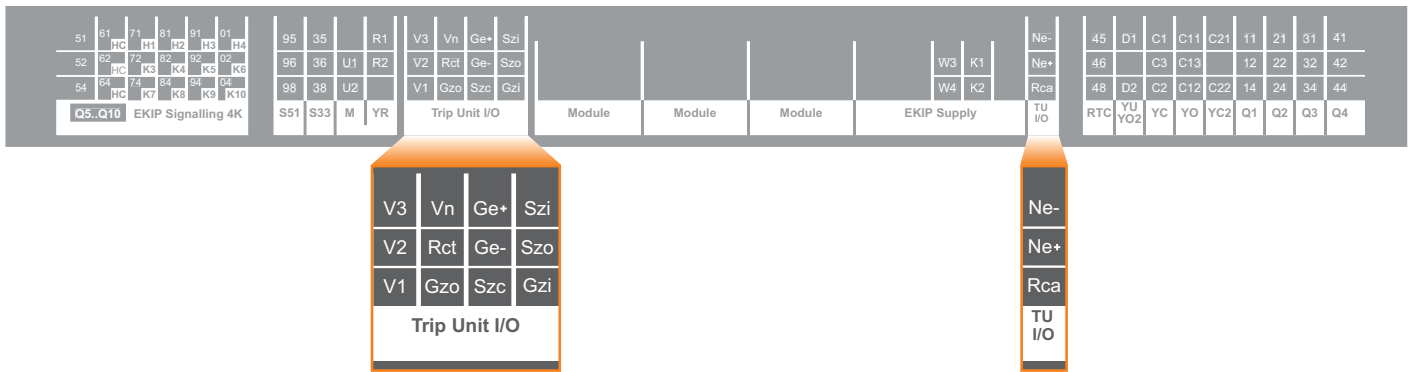 51 61 HC 71 H1 81 H2 91 H3 01 H4 95 35 R1 V3 Vn Ge+ Szi Ne- 45 D1 C1 C11 C21 11 21 31 41
52 62 HC 72 K3 82 K4 92 K5 02 K6 96 36 U1 R2 V2 Rct Ge- Szo W3 K1 Ne+ 46 C3 C13 12 22 32 42
54 64 HC 74 K7 84 K8 94 K9 04 K10 98 38 U2 V1 Gzo Szc Gzi W4 K2 Rca 48 D2 C2 C12 C22 14 24 34 44
Q5..Q10 EKIP Signalling 4K S51 S33 M YR Trip Unit I/O Module Module Module EKIP Supply TU I/O RTC YU YO2 YC YO YC2 Q1 Q2 Q3 Q4
V3 Vn Ge+ Szi Ne-
V2 Rct Ge- Szo Ne+
V1 Gzo Szc Gzi Rca
Trip Unit I/O TU
I/O